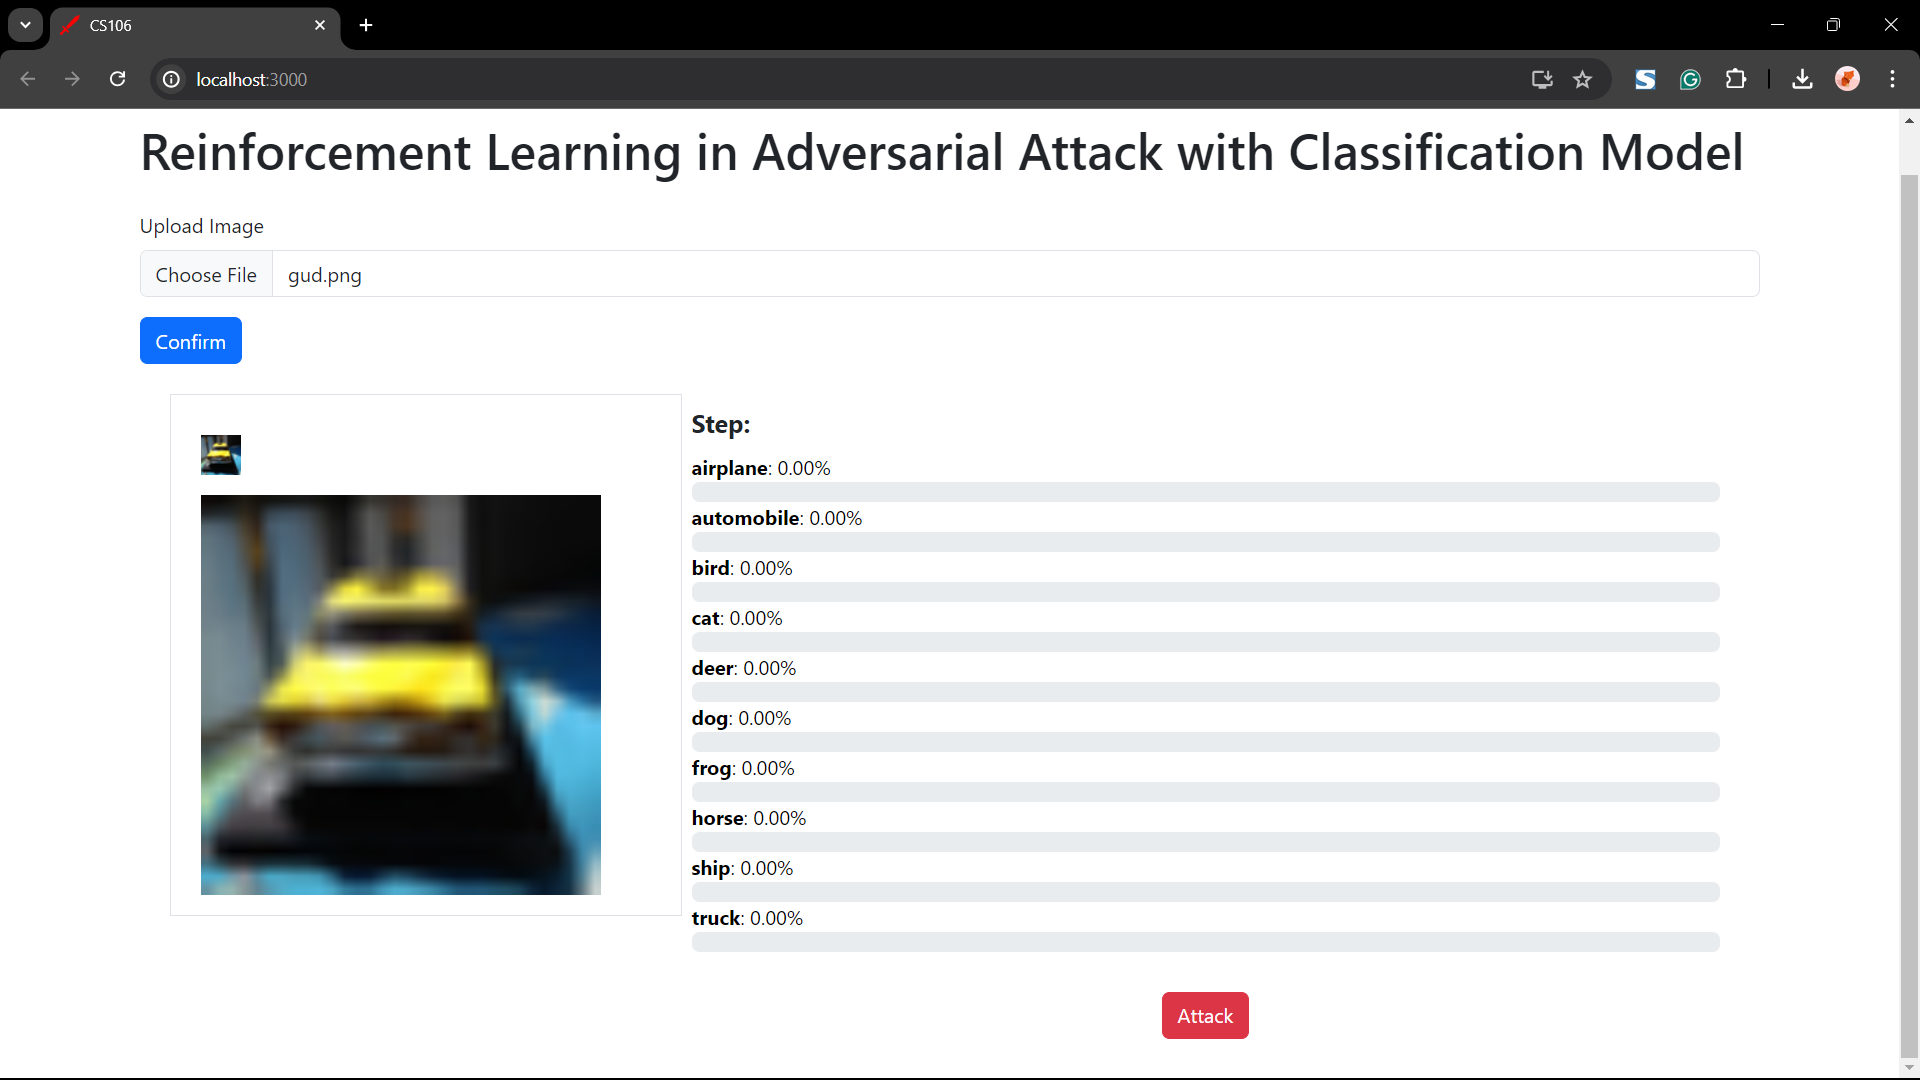 CS106
localhost:3000
Reinforcement Learning in Adversarial Attack with Classification Model
Upload Image
Choose File gud.png
Confirm
Step:
airplane: 0.00%
automobile: 0.00%
bird: 0.00%
cat: 0.00%
deer: 0.00%
dog: 0.00%
frog: 0.00%
horse: 0.00%
ship: 0.00%
truck: 0.00%
Attack